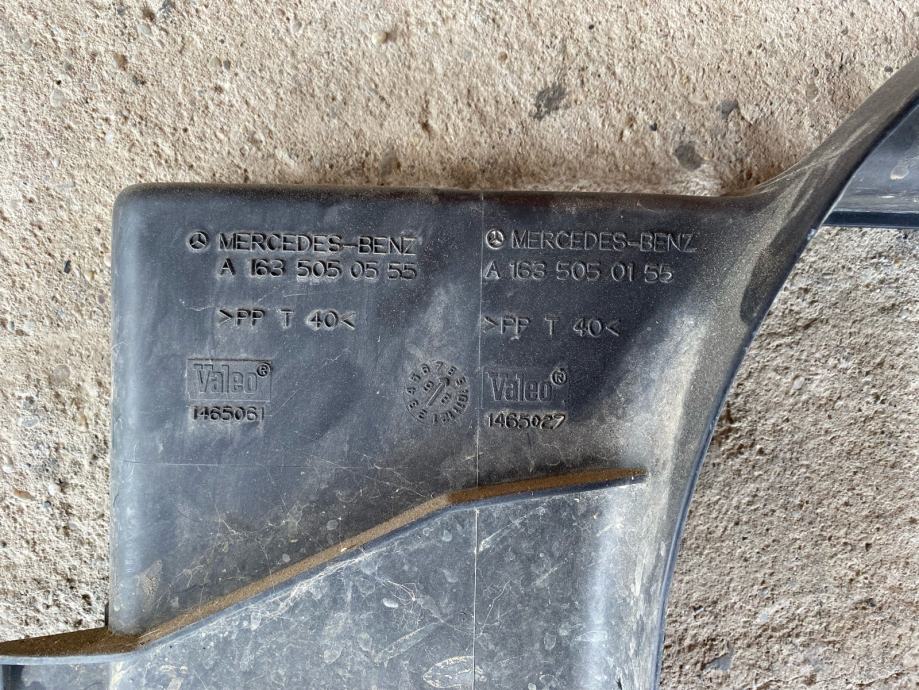 MERCEDES-BENZ
A 163 505 05 55
>PP T 40<
Valeo®
1465061
MERCEDES-BENZ
A 163 505 01 55
>PP T 40<
Valeo®
1465027